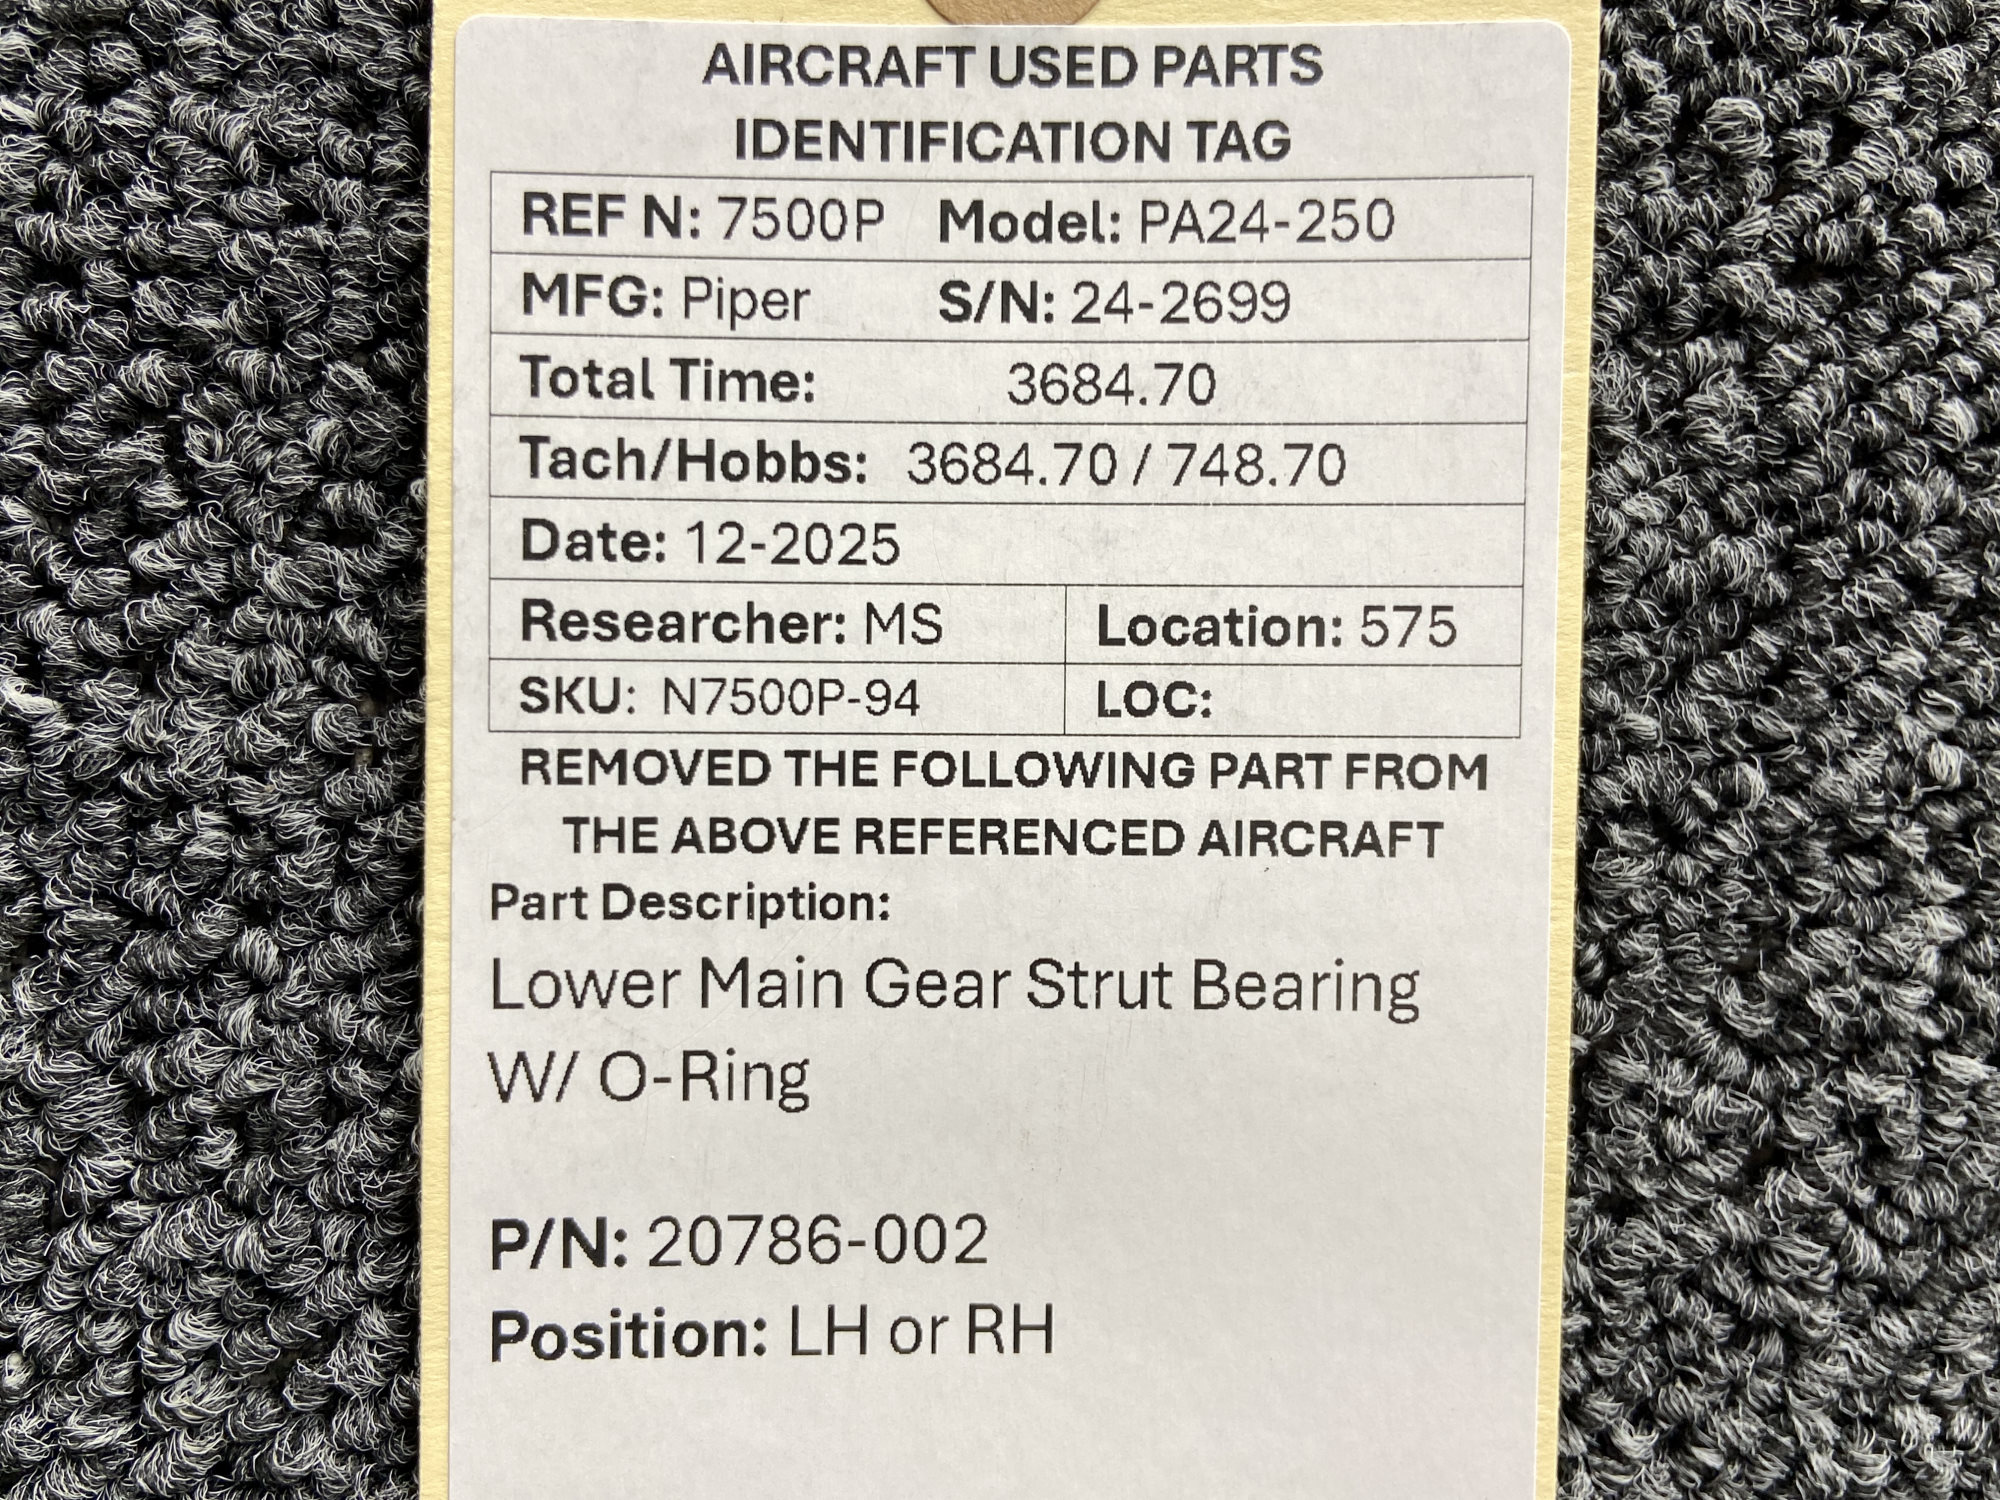 AIRCRAFT USED PARTS
IDENTIFICATION TAG
REF N: 7500P Model: PA24-250
MFG: Piper S/N: 24-2699
Total Time: 3684.70
Tach/Hobbs: 3684.70 / 748.70
Date: 12-2025
Researcher: MS Location: 575
SKU: N7500P-94 LOC:
REMOVED THE FOLLOWING PART FROM
THE ABOVE REFERENCED AIRCRAFT
Part Description:
Lower Main Gear Strut Bearing
W/ O-Ring
P/N: 20786-002
Position: LH or RH